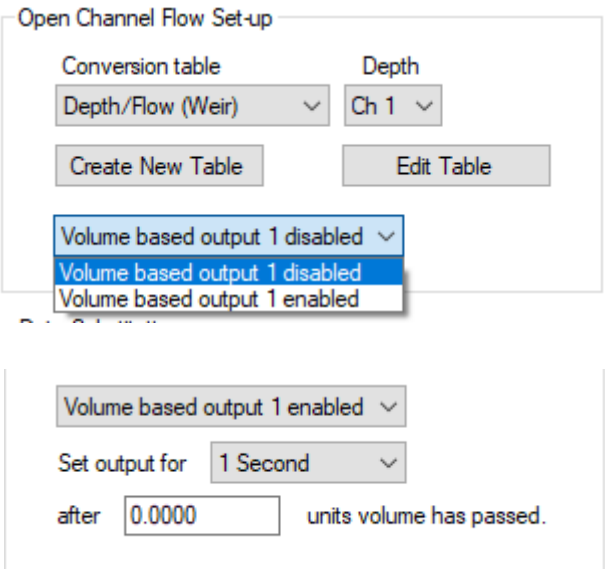 Open Channel Flow Set-up
Conversion table Depth
Depth/Flow (Weir) Ch 1
Create New Table Edit Table
Volume based output 1 disabled
Volume based output 1 disabled
Volume based output 1 enabled
Volume based output 1 enabled
Set output for 1 Second
after 0.0000 units volume has passed.